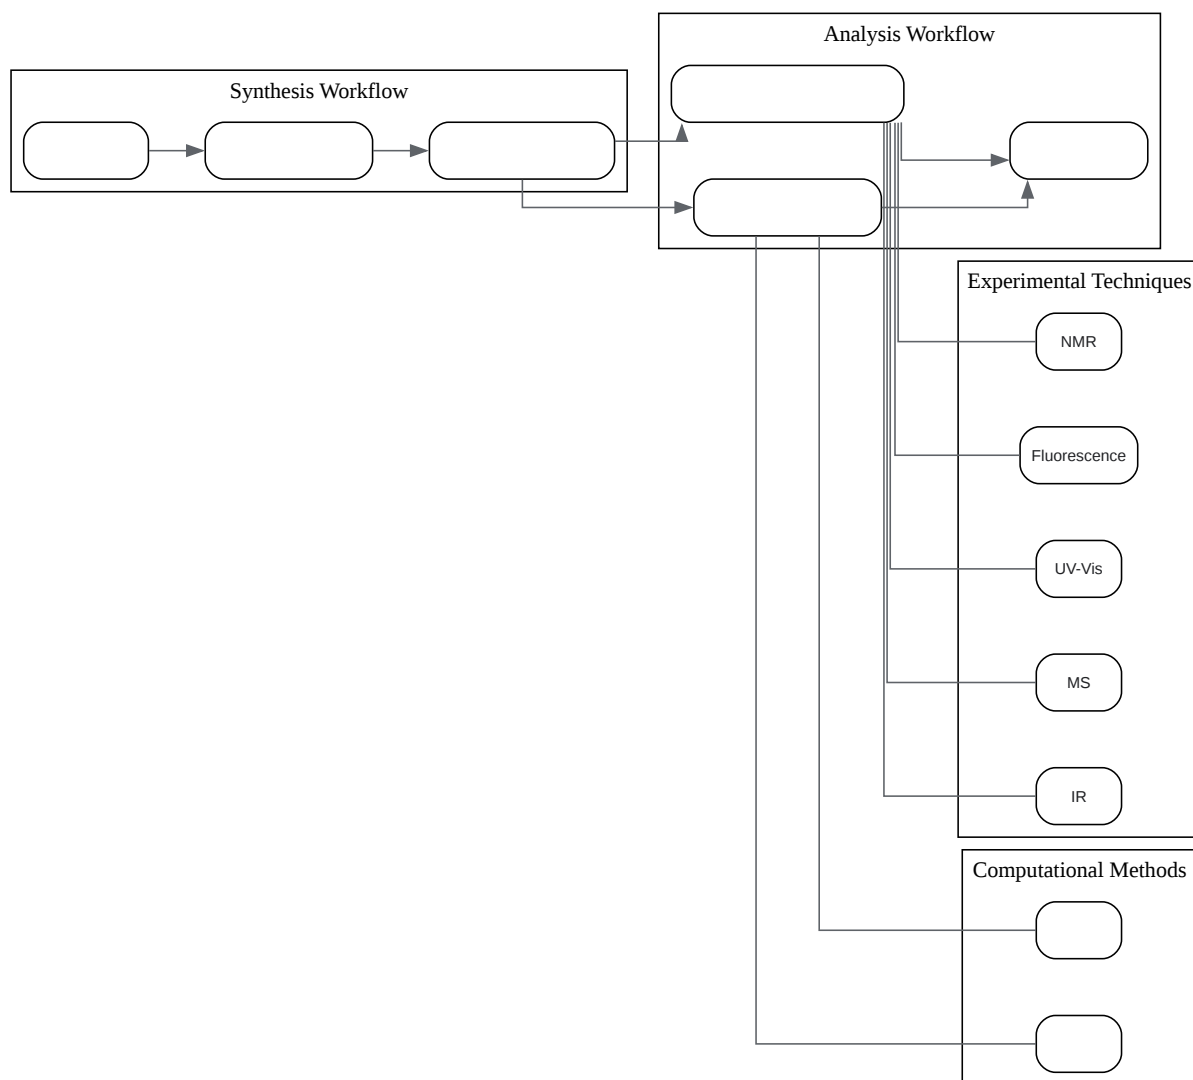 Analysis Workflow
Synthesis Workflow
Experimental Techniques
NMR
Fluorescence
UV-Vis
MS
IR
Computational Methods